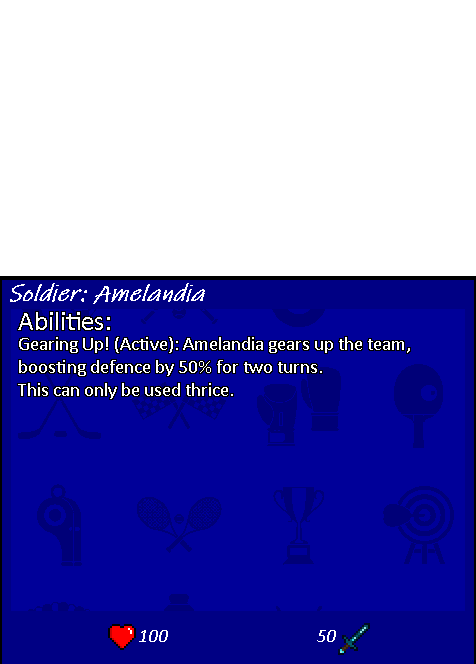 Soldier: Amelandia
Abilities:
Gearing Up! (Active): Amelandia gears up the team,
boosting defence by 50% for two turns.
This can only be used thrice.
100
50